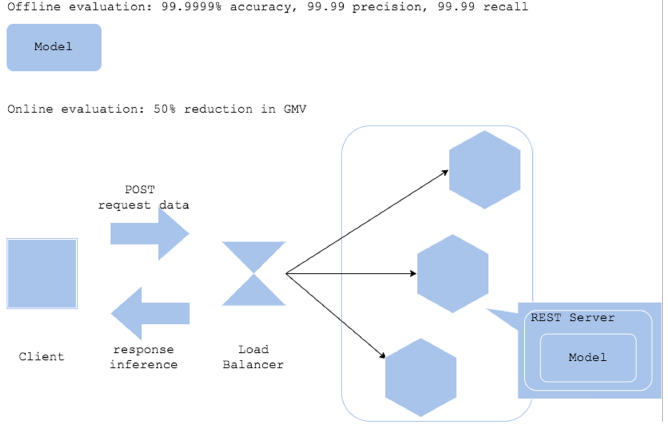 Offline evaluation: 99.9999% accuracy, 99.99 precision, 99.99 recall
Model
Online evaluation: 50% reduction in GMV
POST
request data
REST Server
Client
response
inference
Load
Balancer
Model